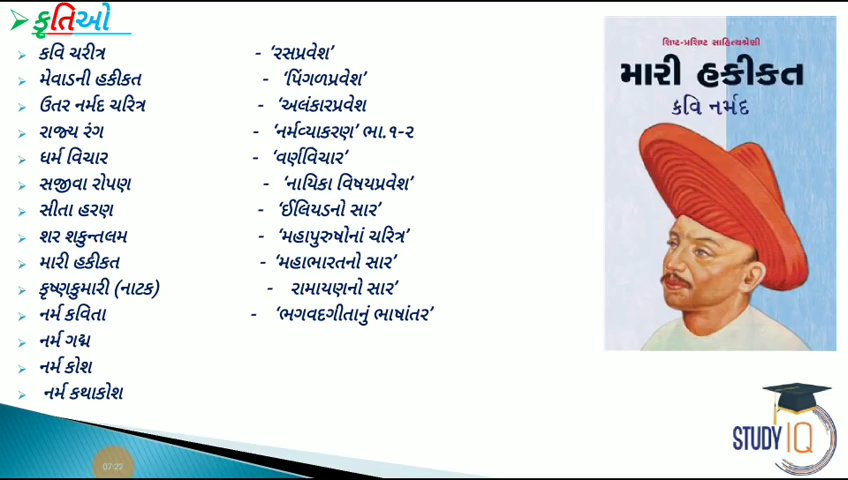 કૃતિઓ
કવિ ચરીત્ર - ‘રસપ્રવેશ’
મેવાડની હકીકત - ‘પિંગળપ્રવેશ’
ઉતર નર્મદ ચરિત્ર - ‘અલંકારપ્રવેશ
રાજ્ય રંગ - ‘નર્મવ્યાકરણ’ ભા.૧-૨
ધર્મ વિચાર - ‘વર્ણવિચાર’
સજીવા રોપણ - ‘નાયિકા વિષયપ્રવેશ’
સીતા હરણ - ‘ઈલિયડનો સાર’
શર શકુન્તલમ - ‘મહાપુરુષોનાં ચરિત્ર’
મારી હકીકત - ‘મહાભારતનો સાર’
કૃષ્ણકુમારી (નાટક) - રામાયણનો સાર’
નર્મ કવિતા - ‘ભગવદગીતાનું ભાષાંતર’
નર્મ ગદ્મ
નર્મ કોશ
નર્મ કથાકોશ
શિષ્ટ-પ્રશિષ્ટ સાહિત્યશ્રેણી
મારી હકીકત
કવિ નર્મદ
STUDY IQ
07:22